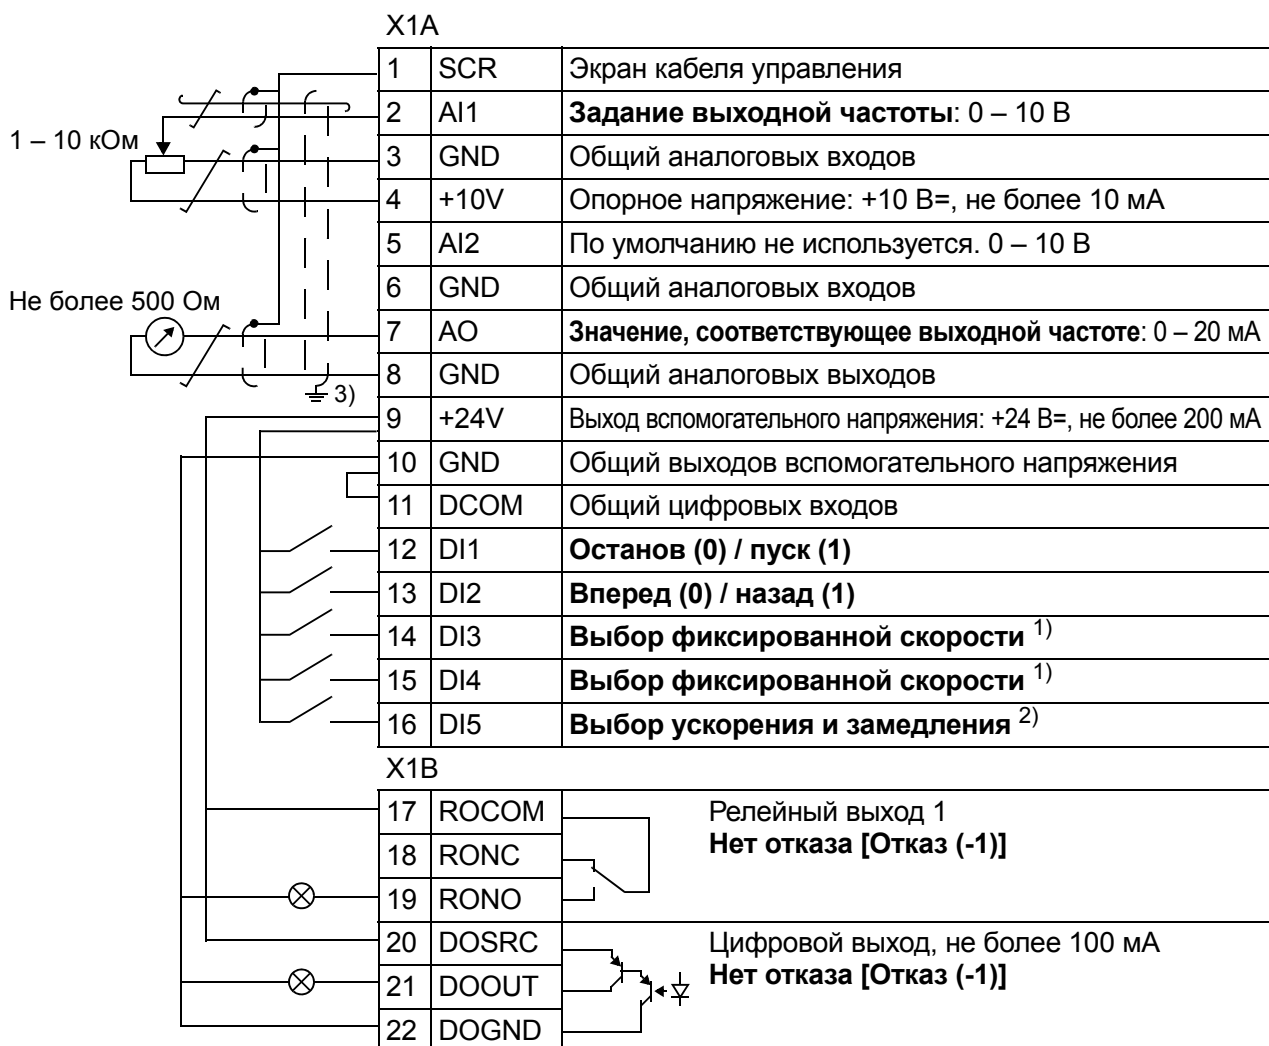 X1A
1 SCR Экран кабеля управления
2 AI1 Задание выходной частоты: 0 – 10 В
1 – 10 кОм
3 GND Общий аналоговых входов
4 +10V Опорное напряжение: +10 В=, не более 10 мА
5 AI2 По умолчанию не используется. 0 – 10 В
6 GND Общий аналоговых входов
Не более 500 Ом
7 AO Значение, соответствующее выходной частоте: 0 – 20 мА
8 GND Общий аналоговых выходов
3)
9 +24V Выход вспомогательного напряжения: +24 В=, не более 200 мА
10 GND Общий выходов вспомогательного напряжения
11 DCOM Общий цифровых входов
12 DI1 Останов (0) / пуск (1)
13 DI2 Вперед (0) / назад (1)
14 DI3 Выбор фиксированной скорости 1)
15 DI4 Выбор фиксированной скорости 1)
16 DI5 Выбор ускорения и замедления 2)
X1B
17 ROCOM Релейный выход 1
Нет отказа [Отказ (-1)]
18 RONC
19 RONO
20 DOSRC Цифровой выход, не более 100 мА
Нет отказа [Отказ (-1)]
21 DOOUT
22 DOGND